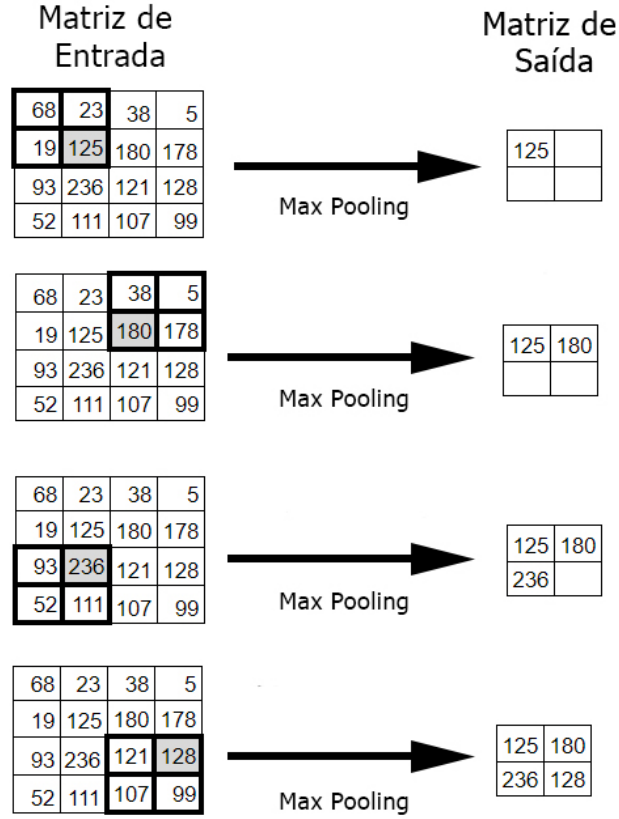 Matriz de
Entrada
Matriz de
Saída
68 23 38 5
19 125 180 178
93 236 121 128
52 111 107 99
Max Pooling
125
68 23 38 5
19 125 180 178
93 236 121 128
52 111 107 99
Max Pooling
125 180
68 23 38 5
19 125 180 178
93 236 121 128
52 111 107 99
Max Pooling
125 180
236
68 23 38 5
19 125 180 178
93 236 121 128
52 111 107 99
Max Pooling
125 180
236 128